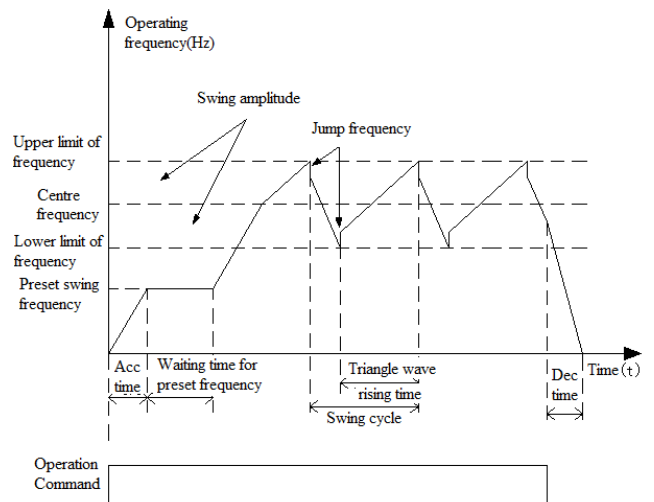 Operating
frequency(Hz)
Swing amplitude
Jump frequency
Upper limit of
frequency
Centre
frequency
Lower limit of
frequency
Preset swing
frequency
Acc
time
Waiting time for
preset frequency
Triangle wave
rising time
Swing cycle
Dec
time
Time(t)
Operation
Command